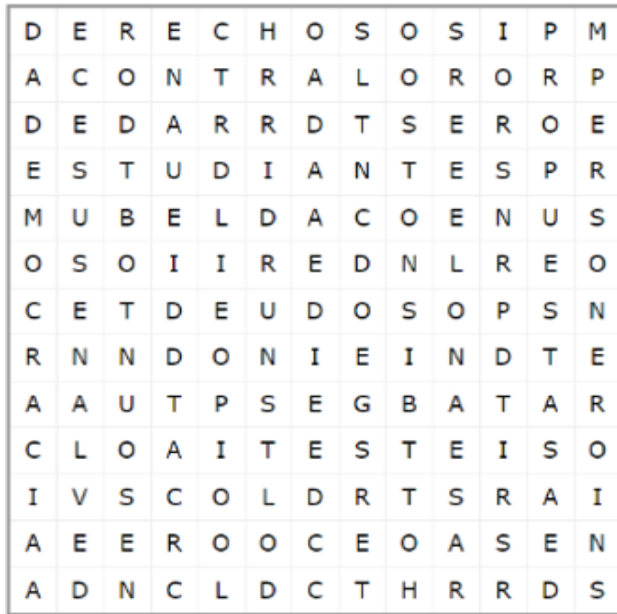 D E R E C H O S O S I P M
A C O N T R A L O R O R P
D E D A R R D T S E R O E
E S T U D I A N T E S P R
M U B E L D A C O E N U S
O S O I I R E D N L R E O
C E T D E U D O S O P S N
R N N D O N I E I N D T E
A A U T P S E G B A T A R
C L O A I T E S T E I S O
I V S C O L D R T S R A I
A E E R O O C E O A S E N
A D N C L D C T H R R D S